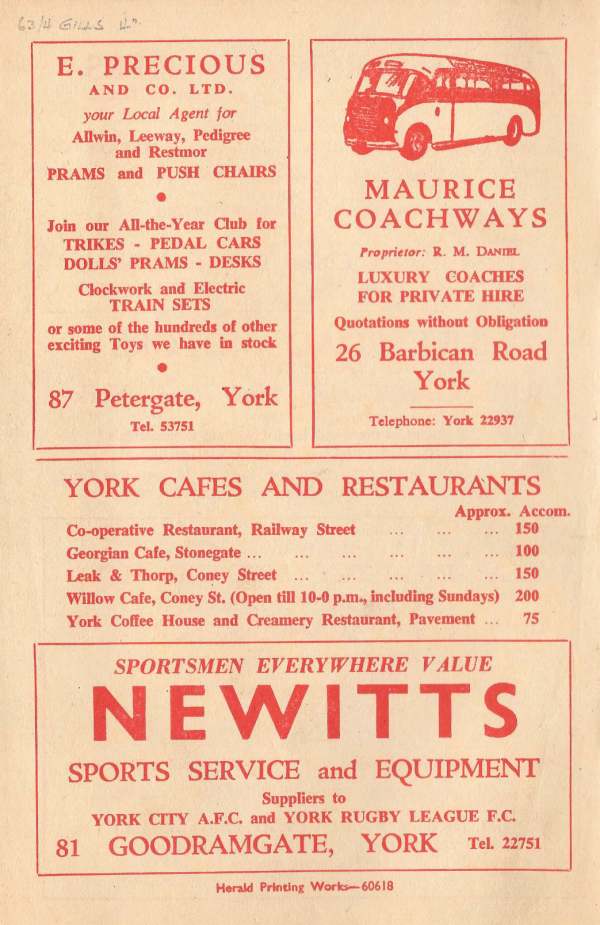 63/4 GILLS
E. PRECIOUS
AND CO. LTD.
your Local Agent for
Allwin, Leeway, Pedigree
and Restmor
PRAMS and PUSH CHAIRS
Join our All-the-Year Club for
TRIKES - PEDAL CARS
DOLLS' PRAMS - DESKS
Clockwork and Electric
TRAIN SETS
or some of the hundreds of other
exciting Toys we have in stock
87 Petergate, York
Tel. 53751
MAURICE
COACHWAYS
Proprietor: R. M. DANIEL
LUXURY COACHES
FOR PRIVATE HIRE
Quotations without Obligation
26 Barbican Road
York
Telephone: York 22937
YORK CAFES AND RESTAURANTS
Approx. Accom.
Co-operative Restaurant, Railway Street ... ... ... 150
Georgian Cafe, Stonegate ... ... ... ... ... ... 100
Leak & Thorp, Coney Street ... ... ... ... ... 150
Willow Cafe, Coney St. (Open till 10-0 p.m., including Sundays) 200
York Coffee House and Creamery Restaurant, Pavement ... 75
SPORTSMEN EVERYWHERE VALUE
NEWITTS
SPORTS SERVICE and EQUIPMENT
Suppliers to
YORK CITY A.F.C. and YORK RUGBY LEAGUE F.C.
81 GOODRAMGATE, YORK Tel. 22751
Herald Printing Works—60618